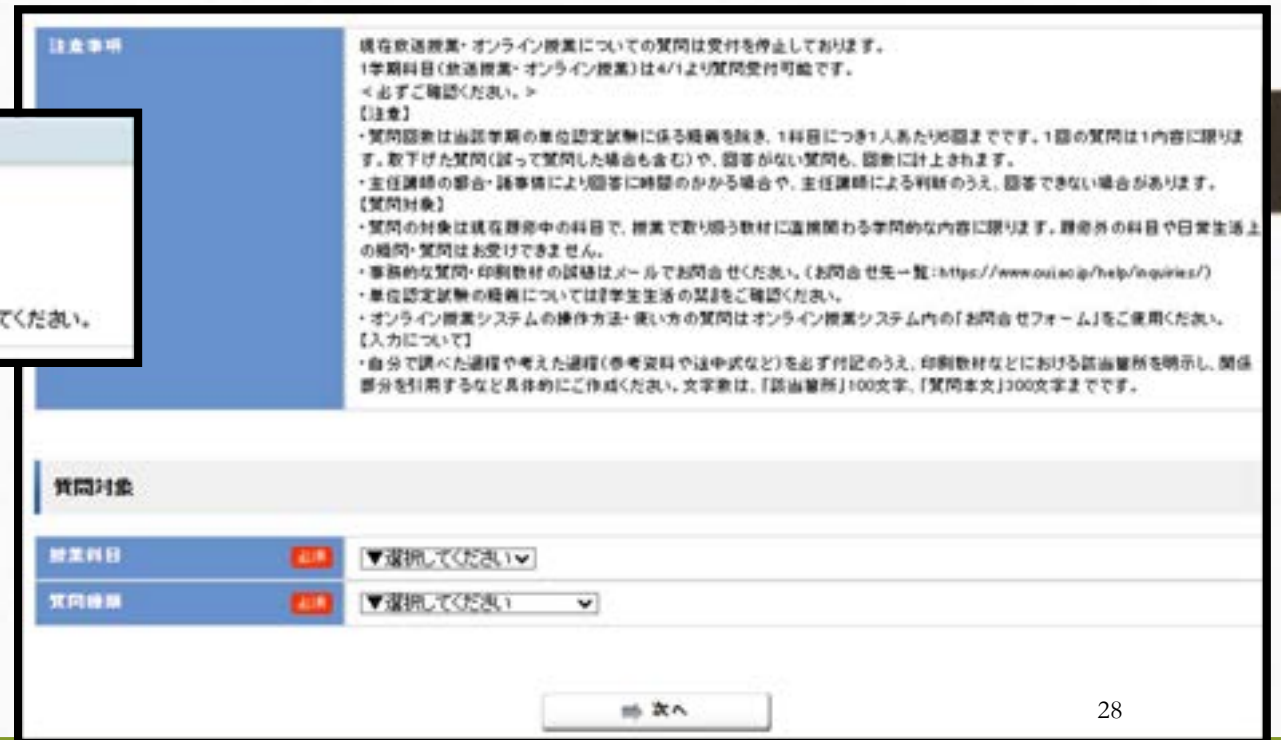 注意事項
現在放送授業・オンライン授業についての質問は受付を停止しております。
1学期科目(放送授業・オンライン授業)は4/1より質問受付可能です。
<必ずご確認ください。>
【注意】
・質問回数は当該学期の単位認定試験に係る疑義を除き、1科目につき1人あたり6回までです。1回の質問は1内容に限りま
す。取下げた質問(誤って質問した場合も含む)や、回答がない質問も、回数に計上されます。
・主任講師の都合・諸事情により回答に時間のかかる場合や、主任講師による判断のうえ、回答できない場合があります。
【質問対象】
・質問の対象は現在履修中の科目で、授業で取り扱う教材に直接関わる学問的な内容に限ります。履修外の科目や日常生活上
の疑問・質問はお受けできません。
・事務的な質問・印刷教材の誤植はメールでお問合せください。(お問合せ先一覧:https://www.ouj.ac.jp/help/inquiries/)
・単位認定試験の疑義については『学生生活の栞』をご確認ください。
・オンライン授業システムの操作方法・使い方の質問はオンライン授業システム内の「お問合せフォーム」をご使用ください。
【入力について】
・自分で調べた過程や考えた過程(参考資料や途中式など)を必ず付記のうえ、印刷教材などにおける該当箇所を明示し、関係
部分を引用するなど具体的にご作成ください。文字数は、「該当箇所」100文字、「質問本文」300文字までです。
てください。
質問対象
授業科目 必須 ▼選択してください
質問種類 必須 ▼選択してください
次へ
28